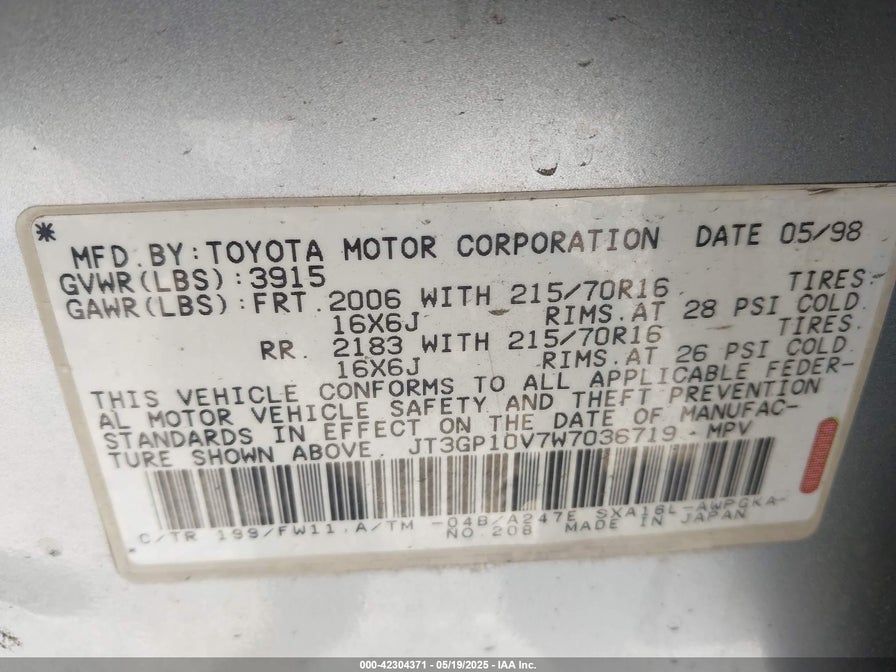 *
MFD. BY: TOYOTA MOTOR CORPORATION DATE 05/98
GVWR(LBS): 3915
GAWR(LBS): FRT. 2006 WITH 215/70R16 TIRES.
16X6J RIMS. AT 28 PSI COLD.
RR. 2183 WITH 215/70R16 TIRES.
16X6J RIMS. AT 26 PSI COLD.
THIS VEHICLE CONFORMS TO ALL APPLICABLE FEDER-
AL MOTOR VEHICLE SAFETY AND THEFT PREVENTION
STANDARDS IN EFFECT ON THE DATE OF MANUFAC-
TURE SHOWN ABOVE. JT3GP10V7W7036719 · MPV
C/TR 199/FW11. A/TM -04B/A247E SXA16L-AWPGKA-
NO. 208 MADE IN JAPAN
000-42304371 - 05/19/2025 - IAA Inc.